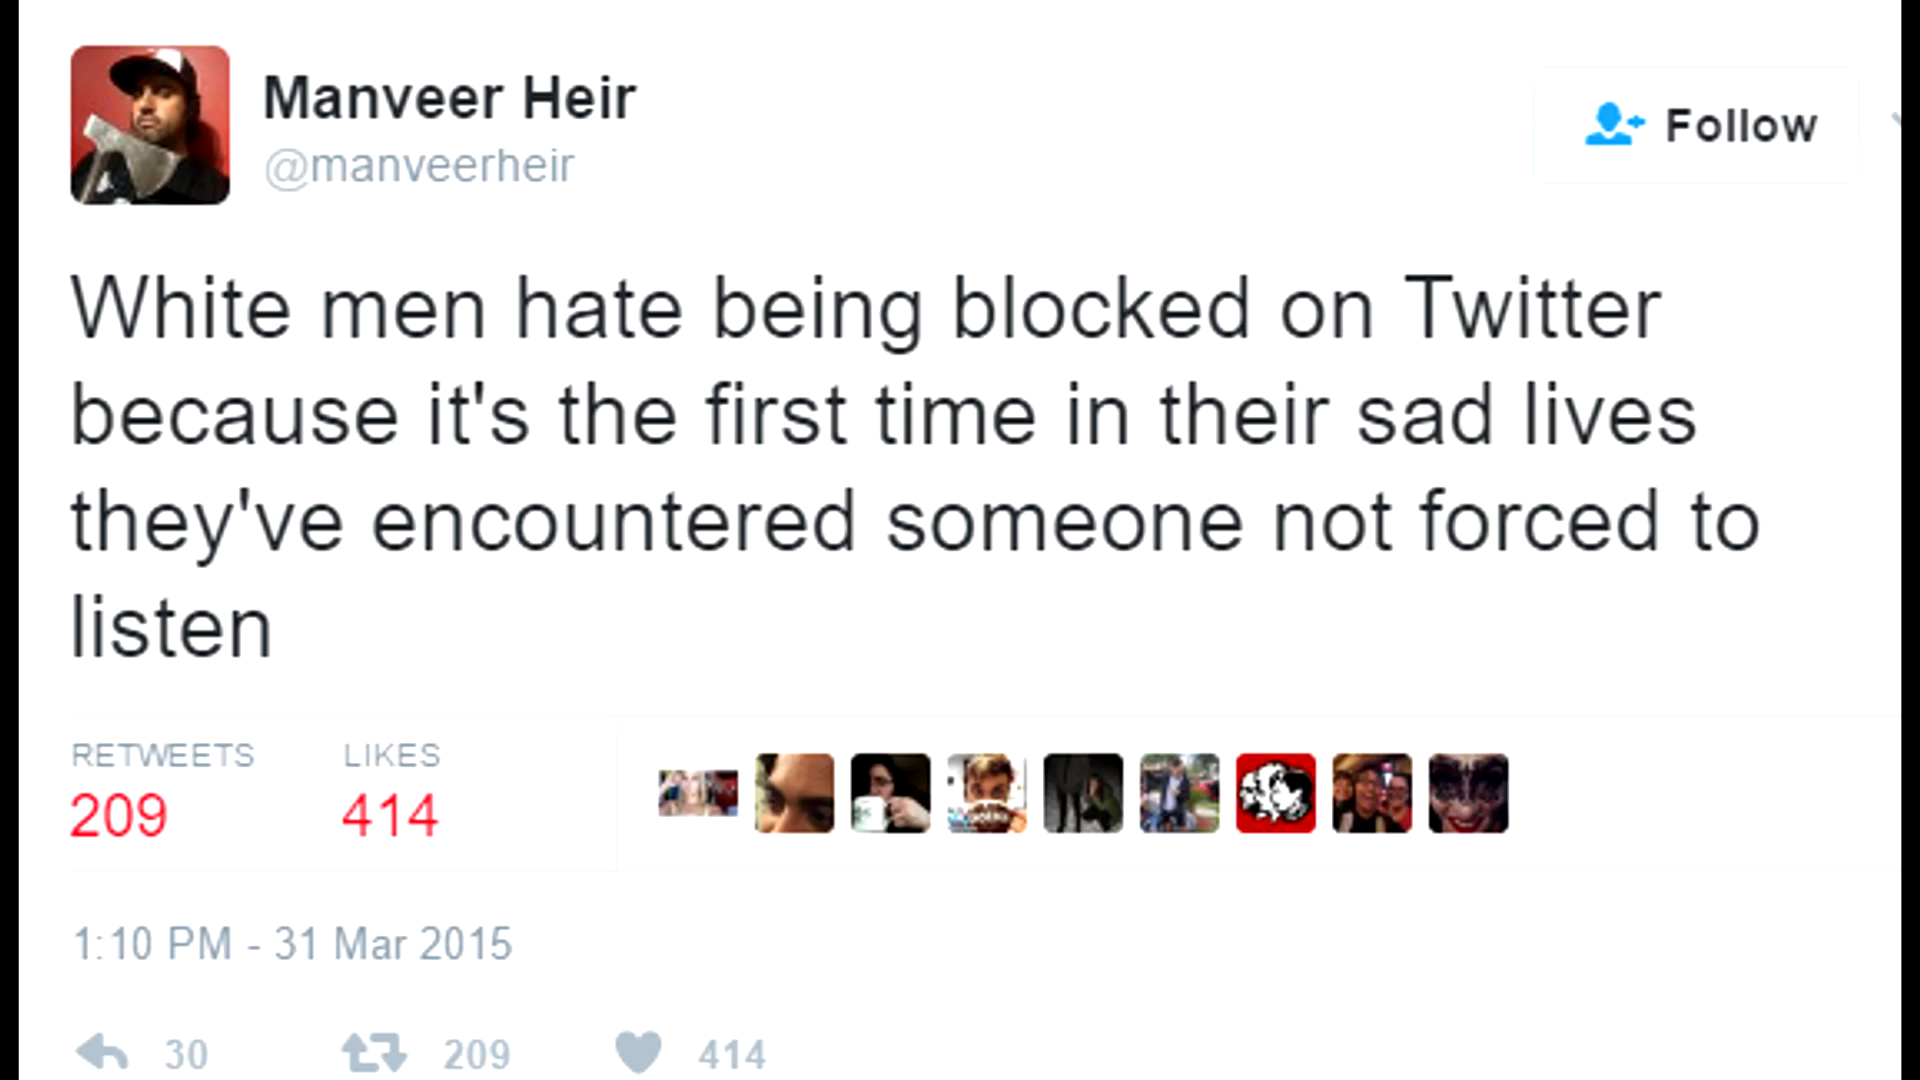 Manveer Heir
@manveerheir
Follow
White men hate being blocked on Twitter
because it's the first time in their sad lives
they've encountered someone not forced to
listen
RETWEETS LIKES
209 414
1:10 PM - 31 Mar 2015
30 209 414